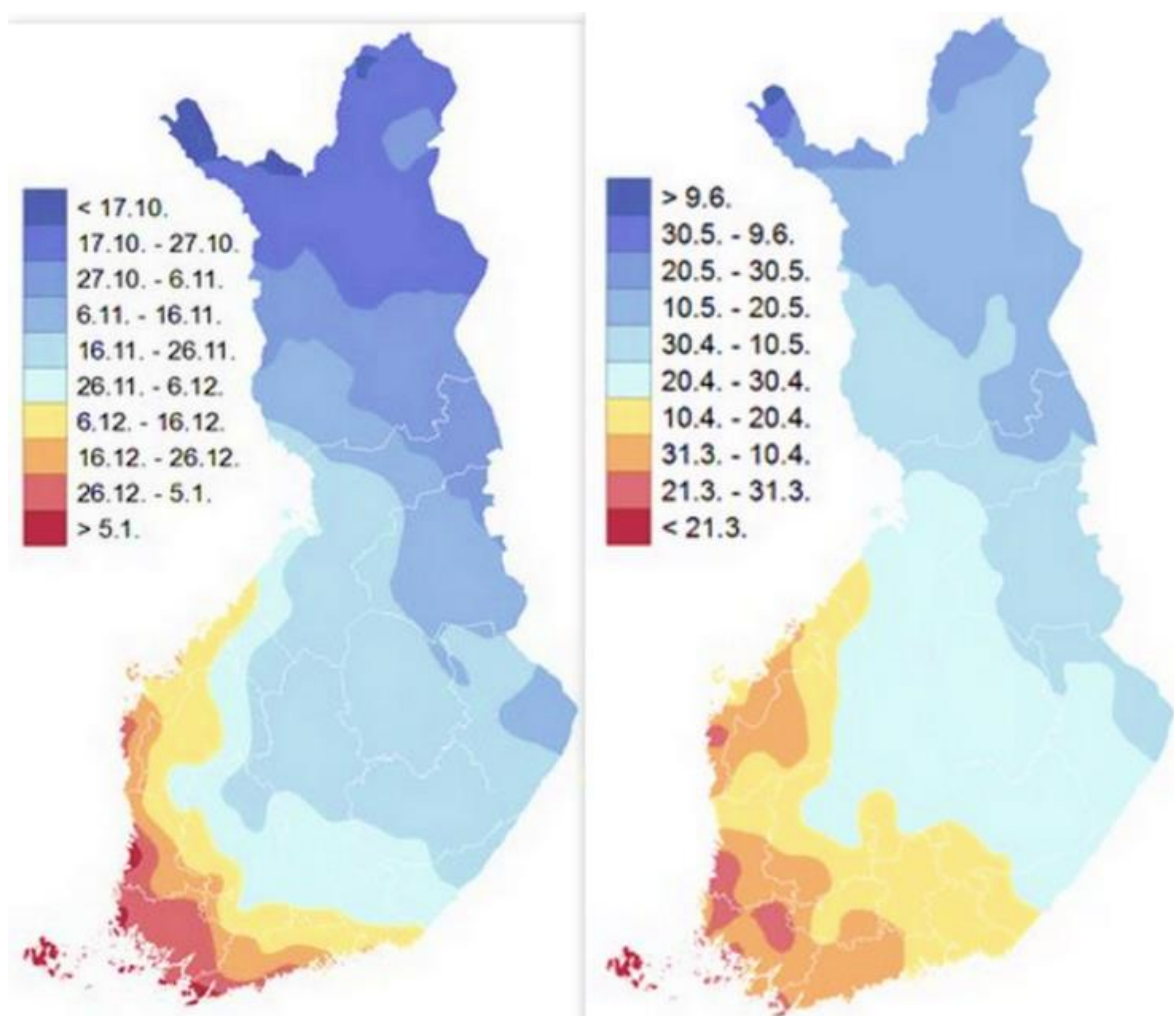 < 17.10.
17.10. - 27.10.
27.10. - 6.11.
6.11. - 16.11.
16.11. - 26.11.
26.11. - 6.12.
6.12. - 16.12.
16.12. - 26.12.
26.12. - 5.1.
> 5.1.
> 9.6.
30.5. - 9.6.
20.5. - 30.5.
10.5. - 20.5.
30.4. - 10.5.
20.4. - 30.4.
10.4. - 20.4.
31.3. - 10.4.
21.3. - 31.3.
< 21.3.